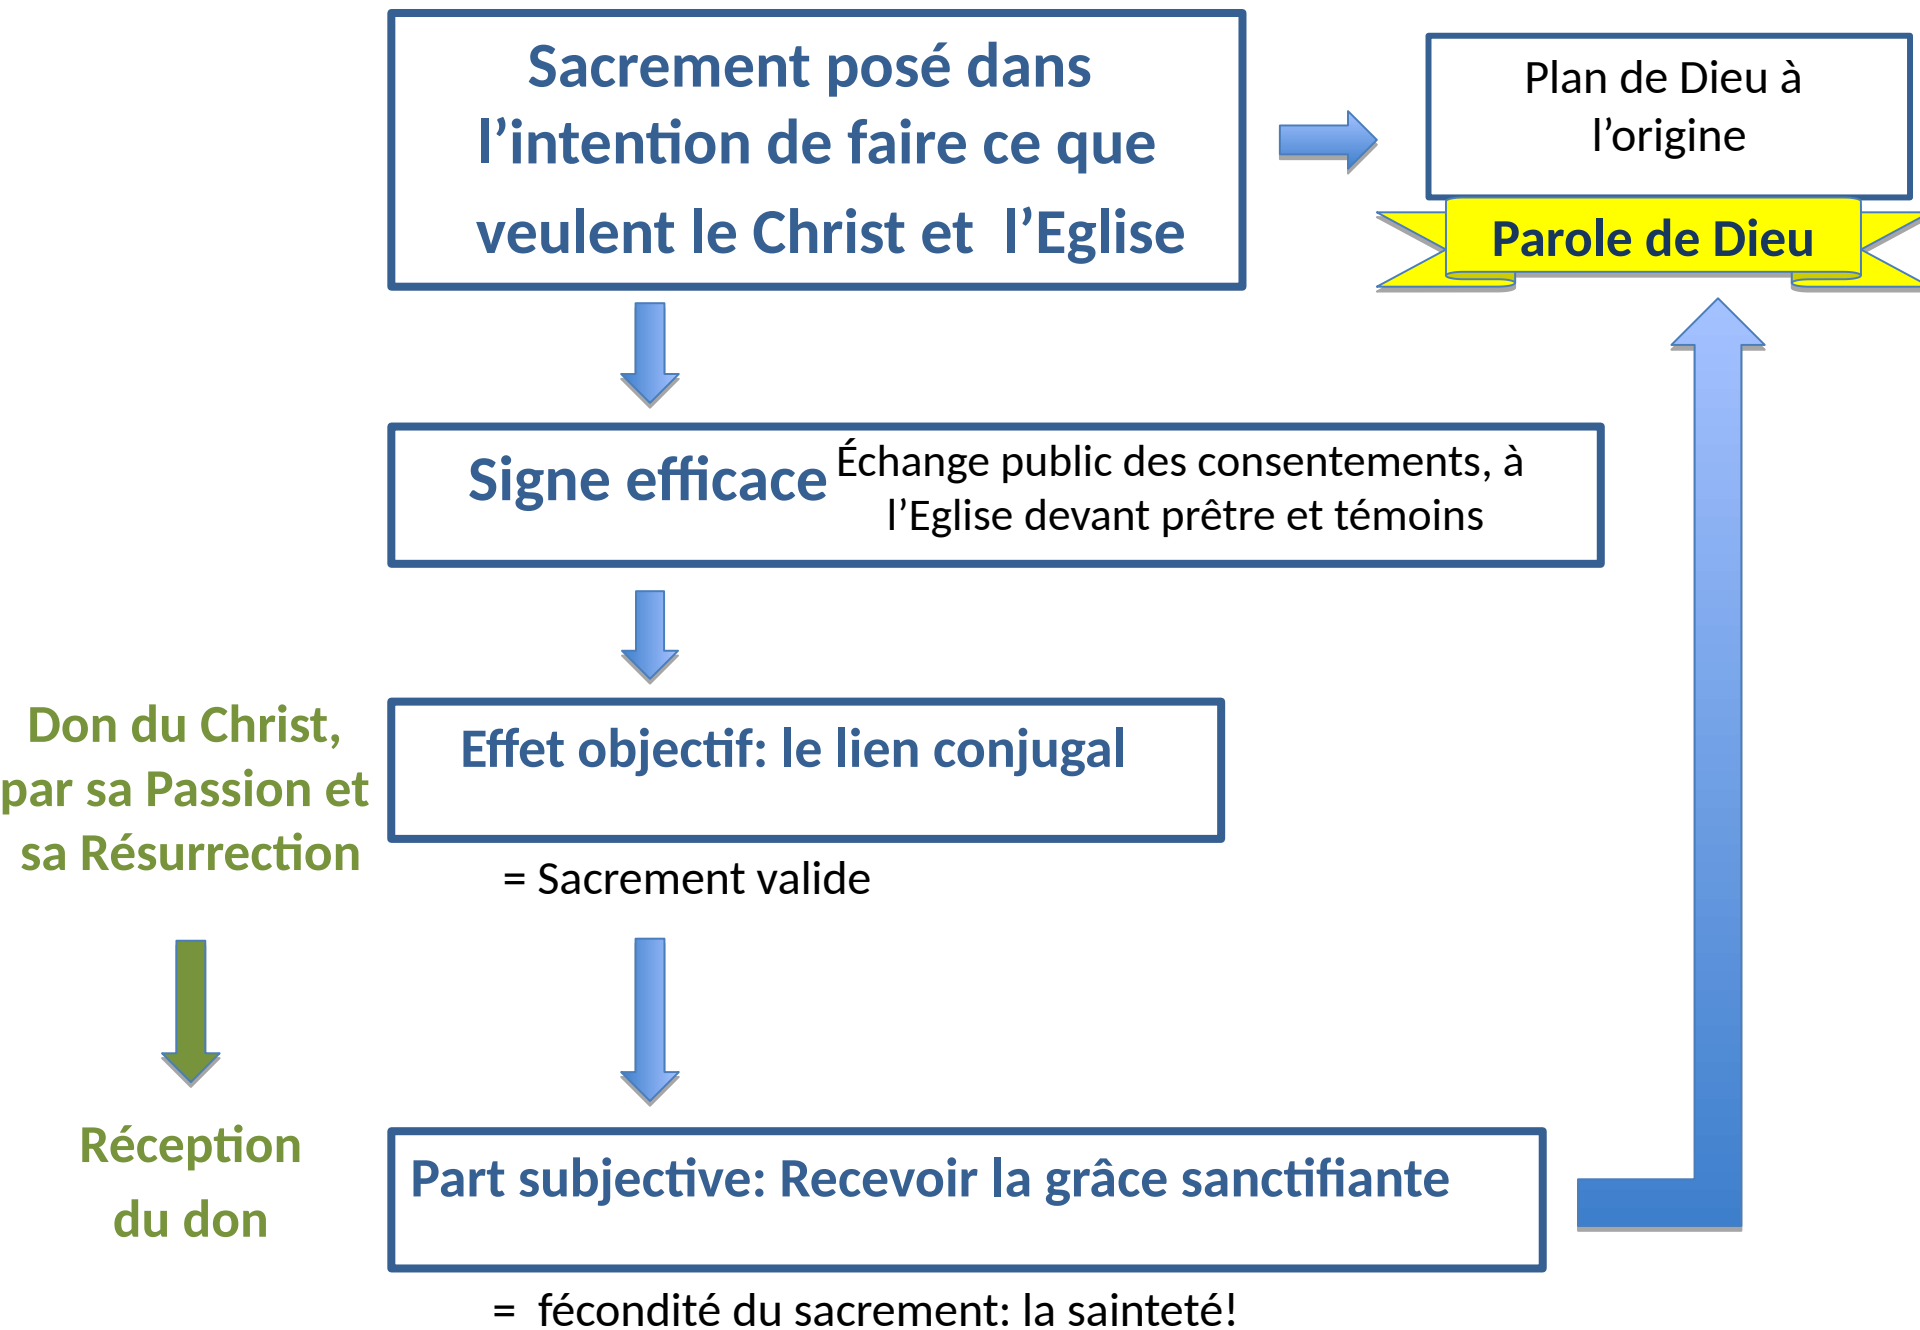 Sacrement posé dans
l’intention de faire ce que
veulent le Christ et l’Eglise
Plan de Dieu à
l’origine
Parole de Dieu
Signe efficace
Échange public des consentements, à
l’Eglise devant prêtre et témoins
Don du Christ,
par sa Passion et
sa Résurrection
Effet objectif: le lien conjugal
= Sacrement valide
Réception
du don
Part subjective: Recevoir la grâce sanctifiante
= fécondité du sacrement: la sainteté!